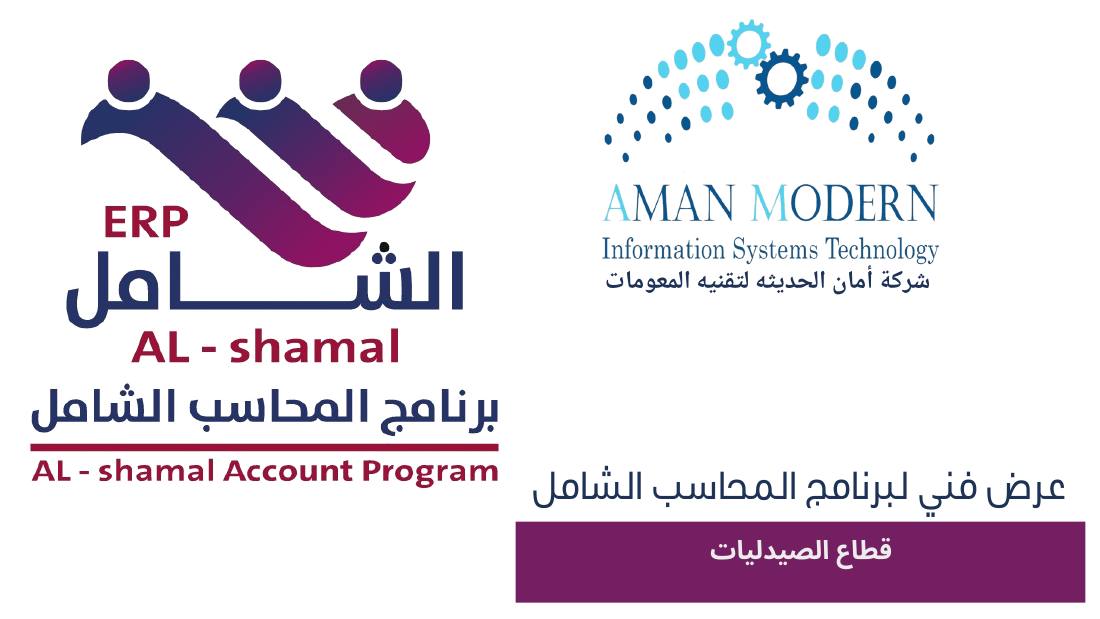 ERP
الشامل
AL - shamal
برنامج المحاسب الشامل
AL - shamal Account Program
AMAN MODERN
Information Systems Technology
شركة أمان الحديثه لتقنيه المعومات
عرض فني لبرنامج المحاسب الشامل
قطاع الصيدليات